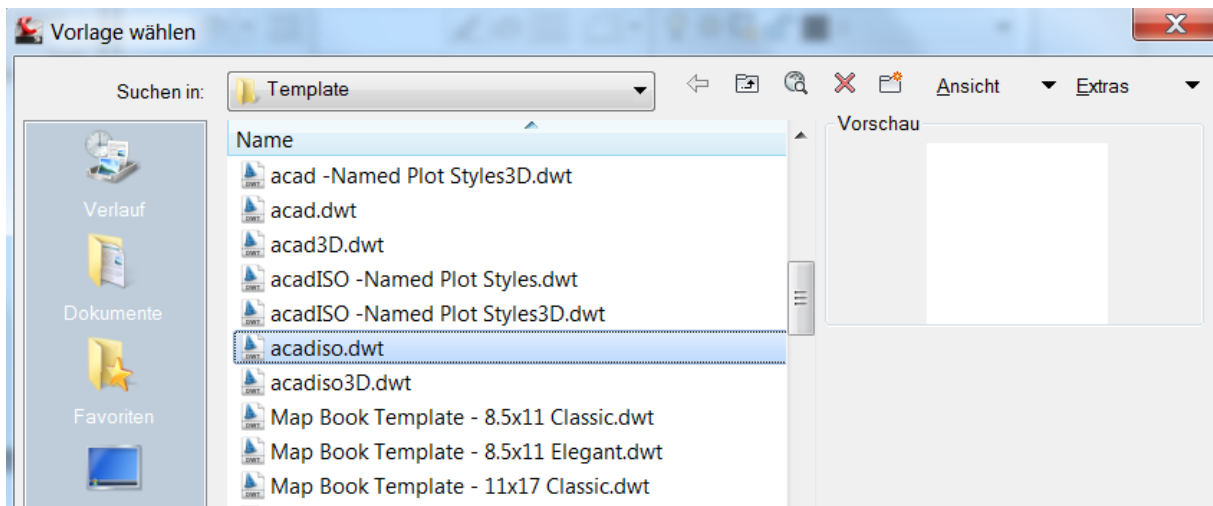 Vorlage wählen
Suchen in:
Template
Ansicht
Extras
Verlauf
Dokumente
Favoriten
Name
acad -Named Plot Styles3D.dwt
acad.dwt
acad3D.dwt
acadISO -Named Plot Styles.dwt
acadISO -Named Plot Styles3D.dwt
acadiso.dwt
acadiso3D.dwt
Map Book Template - 8.5x11 Classic.dwt
Map Book Template - 8.5x11 Elegant.dwt
Map Book Template - 11x17 Classic.dwt
Vorschau